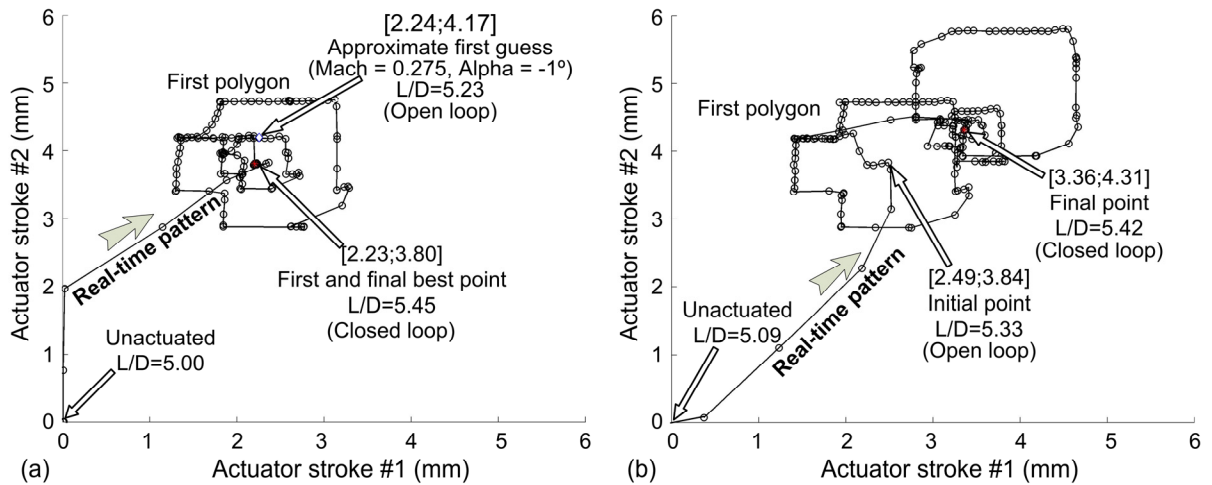 6
5
4
3
2
1
0
Actuator stroke #2 (mm)
[2.24;4.17]
Approximate first guess
(Mach = 0.275, Alpha = -1º)
L/D=5.23
(Open loop)
First polygon
Real-time pattern
[2.23;3.80]
First and final best point
L/D=5.45
(Closed loop)
Unactuated
L/D=5.00
0 1 2 3 4 5 6
(a) Actuator stroke #1 (mm)
6
5
4
3
2
1
0
Actuator stroke #2 (mm)
First polygon
[3.36;4.31]
Final point
L/D=5.42
(Closed loop)
[2.49;3.84]
Initial point
L/D=5.33
(Open loop)
Real-time pattern
Unactuated
L/D=5.09
0 1 2 3 4 5 6
(b) Actuator stroke #1 (mm)